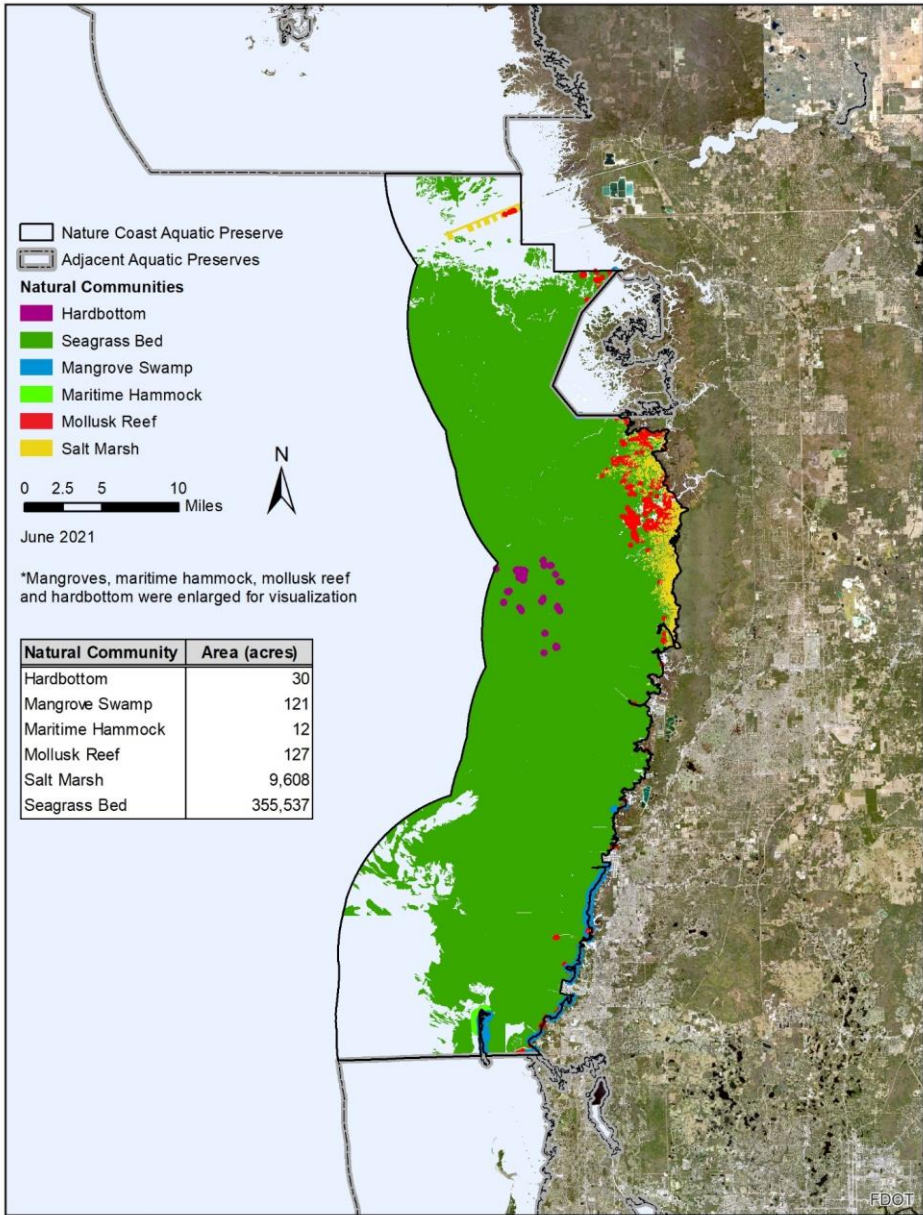 Nature Coast Aquatic Preserve
Adjacent Aquatic Preserves
Natural Communities
Hardbottom
Seagrass Bed
Mangrove Swamp
Maritime Hammock
Mollusk Reef
Salt Marsh
N
0 2.5 5 10
Miles
June 2021
*Mangroves, maritime hammock, mollusk reef
and hardbottom were enlarged for visualization
Natural Community Area (acres)
Hardbottom 30
Mangrove Swamp 121
Maritime Hammock 12
Mollusk Reef 127
Salt Marsh 9,608
Seagrass Bed 355,537
FDOT